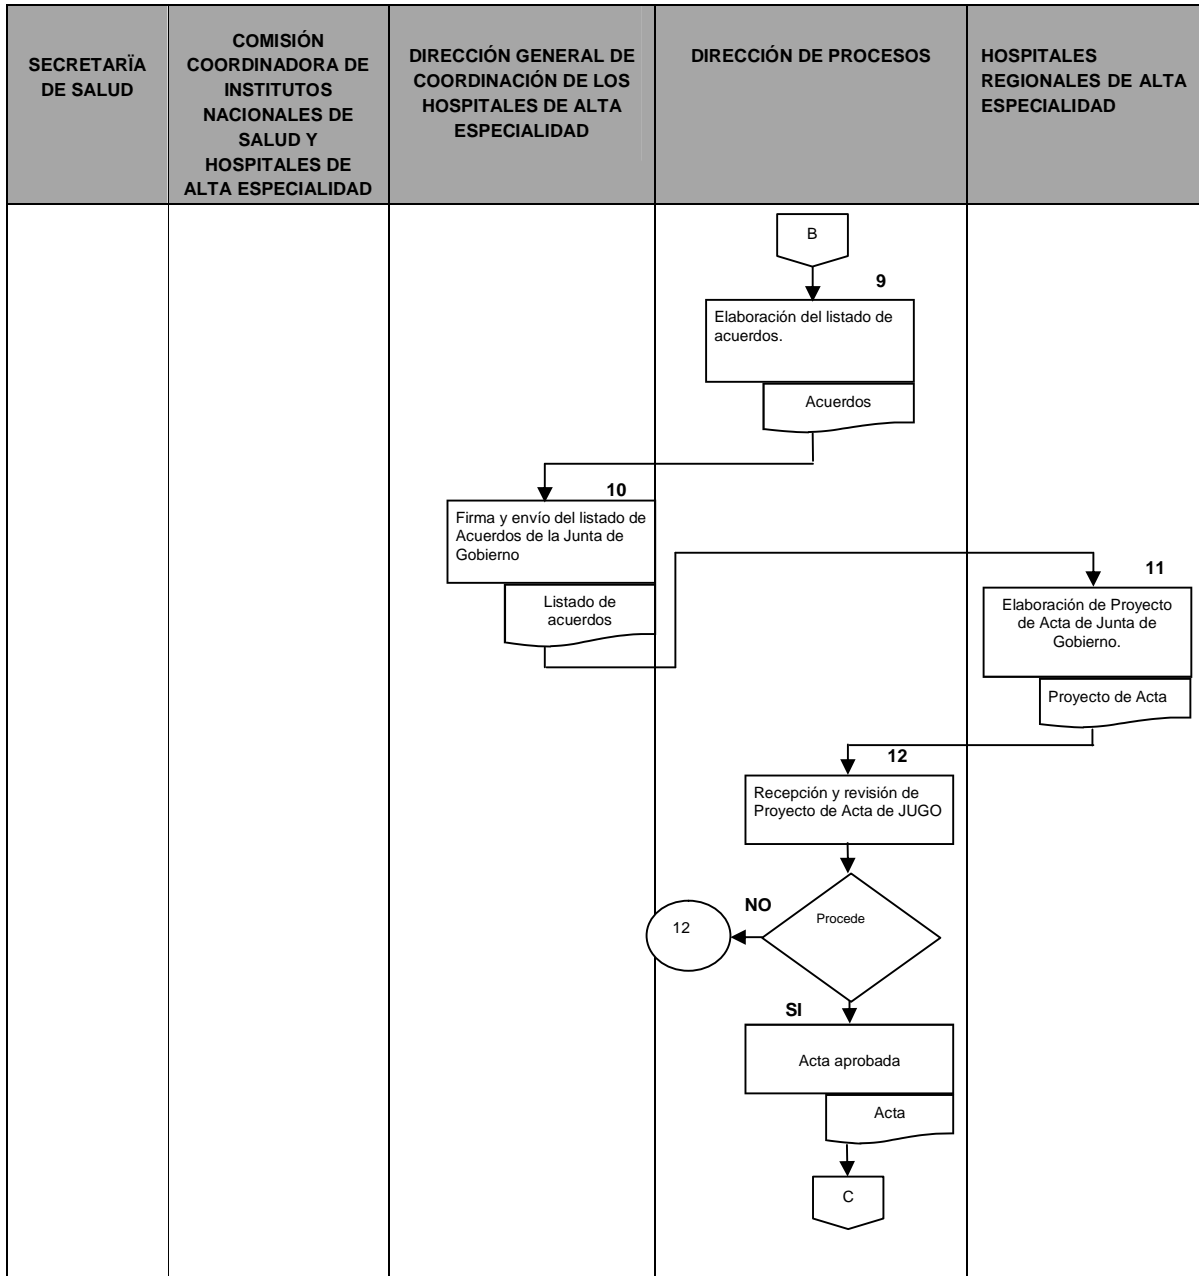 SECRETARÏA
DE SALUD
COMISIÓN
COORDINADORA DE
INSTITUTOS
NACIONALES DE
SALUD Y
HOSPITALES DE
ALTA ESPECIALIDAD
DIRECCIÓN GENERAL DE
COORDINACIÓN DE LOS
HOSPITALES DE ALTA
ESPECIALIDAD
DIRECCIÓN DE PROCESOS
HOSPITALES
REGIONALES DE ALTA
ESPECIALIDAD
B
9
Elaboración del listado de
acuerdos.
Acuerdos
10
Firma y envío del listado de
Acuerdos de la Junta de
Gobierno
Listado de
acuerdos
11
Elaboración de Proyecto
de Acta de Junta de
Gobierno.
Proyecto de Acta
12
Recepción y revisión de
Proyecto de Acta de JUGO
Procede
NO
12
SI
Acta aprobada
Acta
C